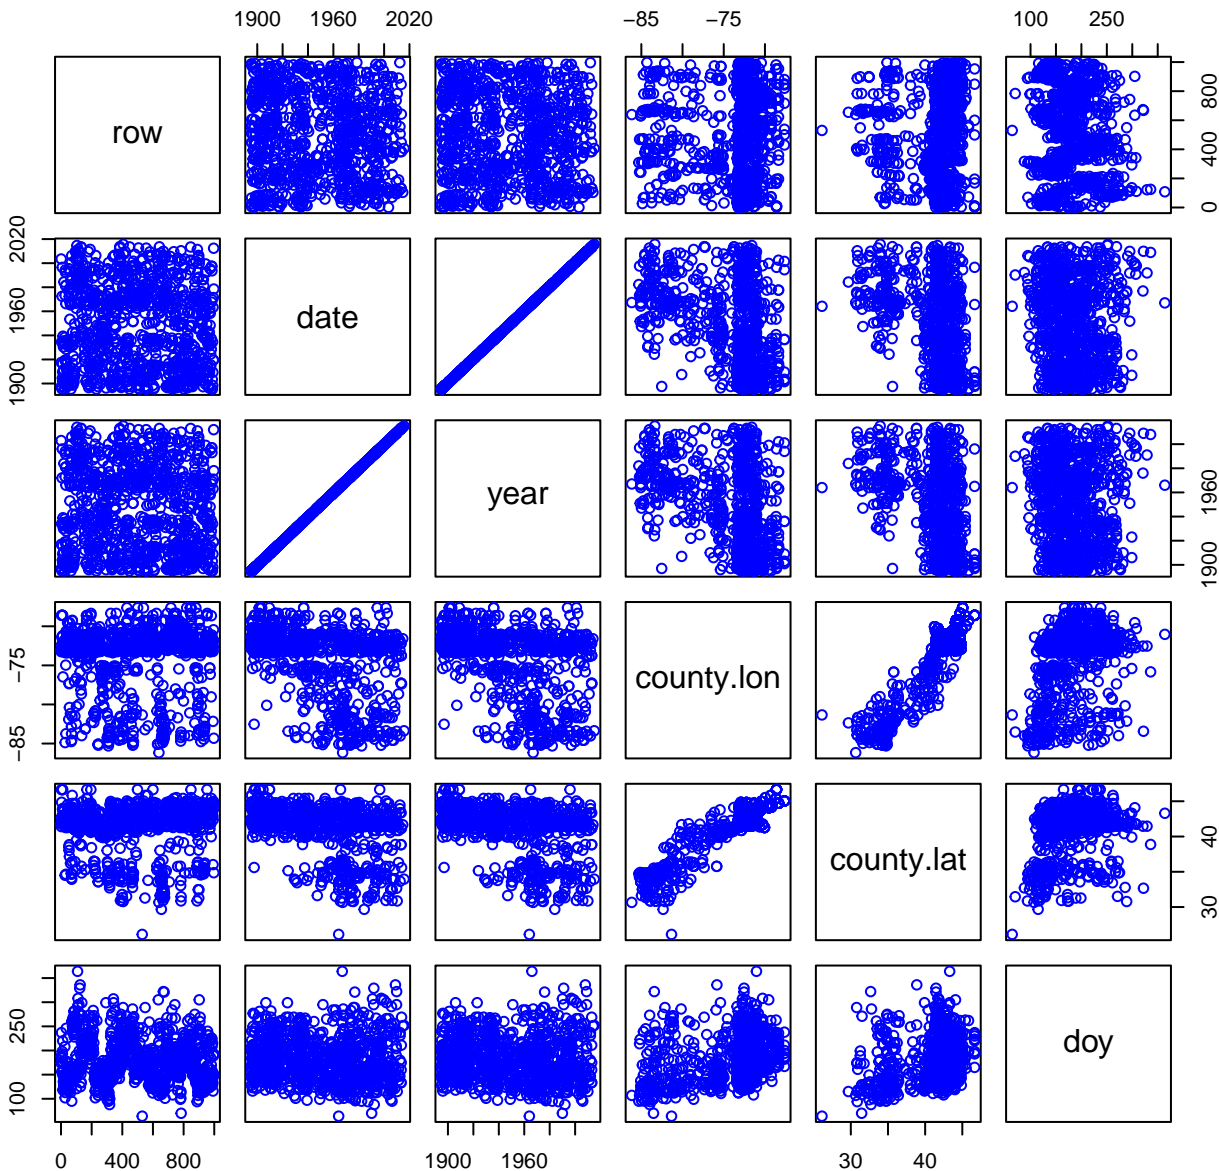 1900 1960 2020 −85 −75 100 250
row 0 400 800
1900 1960 2020 date
year 1900 1960
−85 −75 county.lon
county.lat 30 40
100 250 doy
0 400 800 1900 1960 30 40